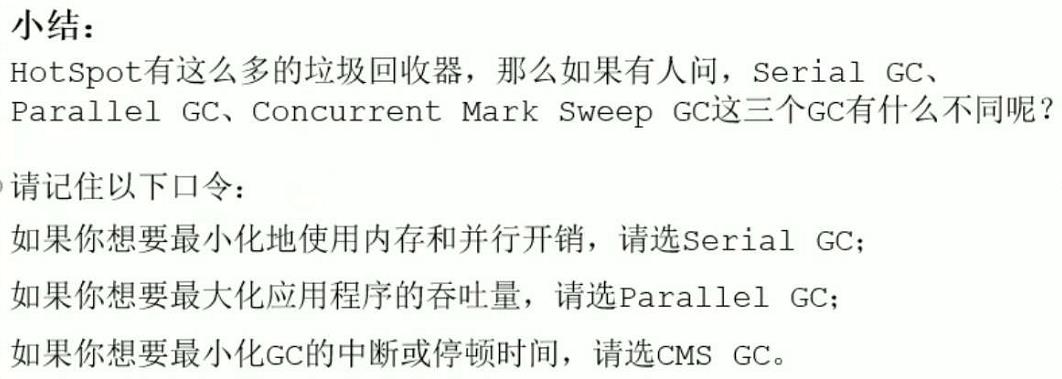 小结：
HotSpot有这么多的垃圾回收器，那么如果有人问，Serial GC、
Parallel GC、Concurrent Mark Sweep GC这三个GC有什么不同呢？
请记住以下口令：
如果你想要最小化地使用内存和并行开销，请选Serial GC；
如果你想要最大化应用程序的吞吐量，请选Parallel GC；
如果你想要最小化GC的中断或停顿时间，请选CMS GC。